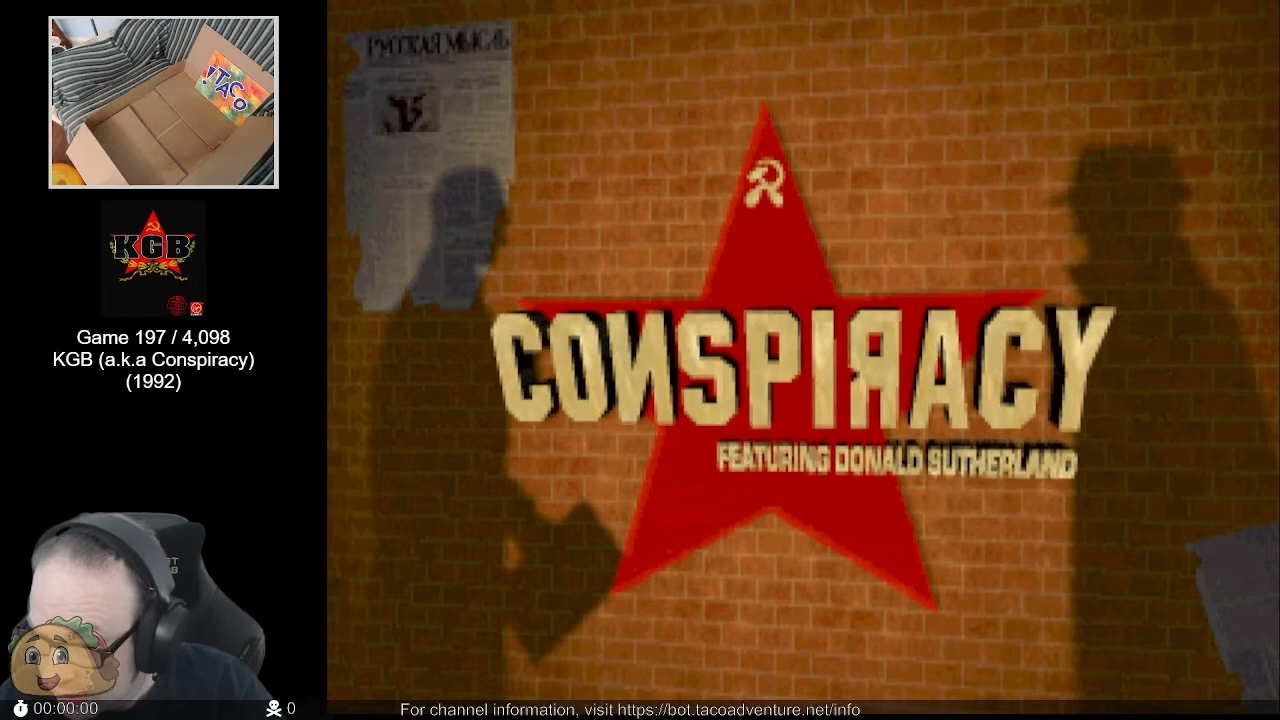 !TACO
KGB
Game 197 / 4,098
KGB (a.k.a Conspiracy)
(1992)
РУССКАЯ МЫСЛЬ
COИSPIЯACY
FEATURING DONALD SUTHERLAND
00:00:00
0
For channel information, visit https://bot.tacoadventure.net/info